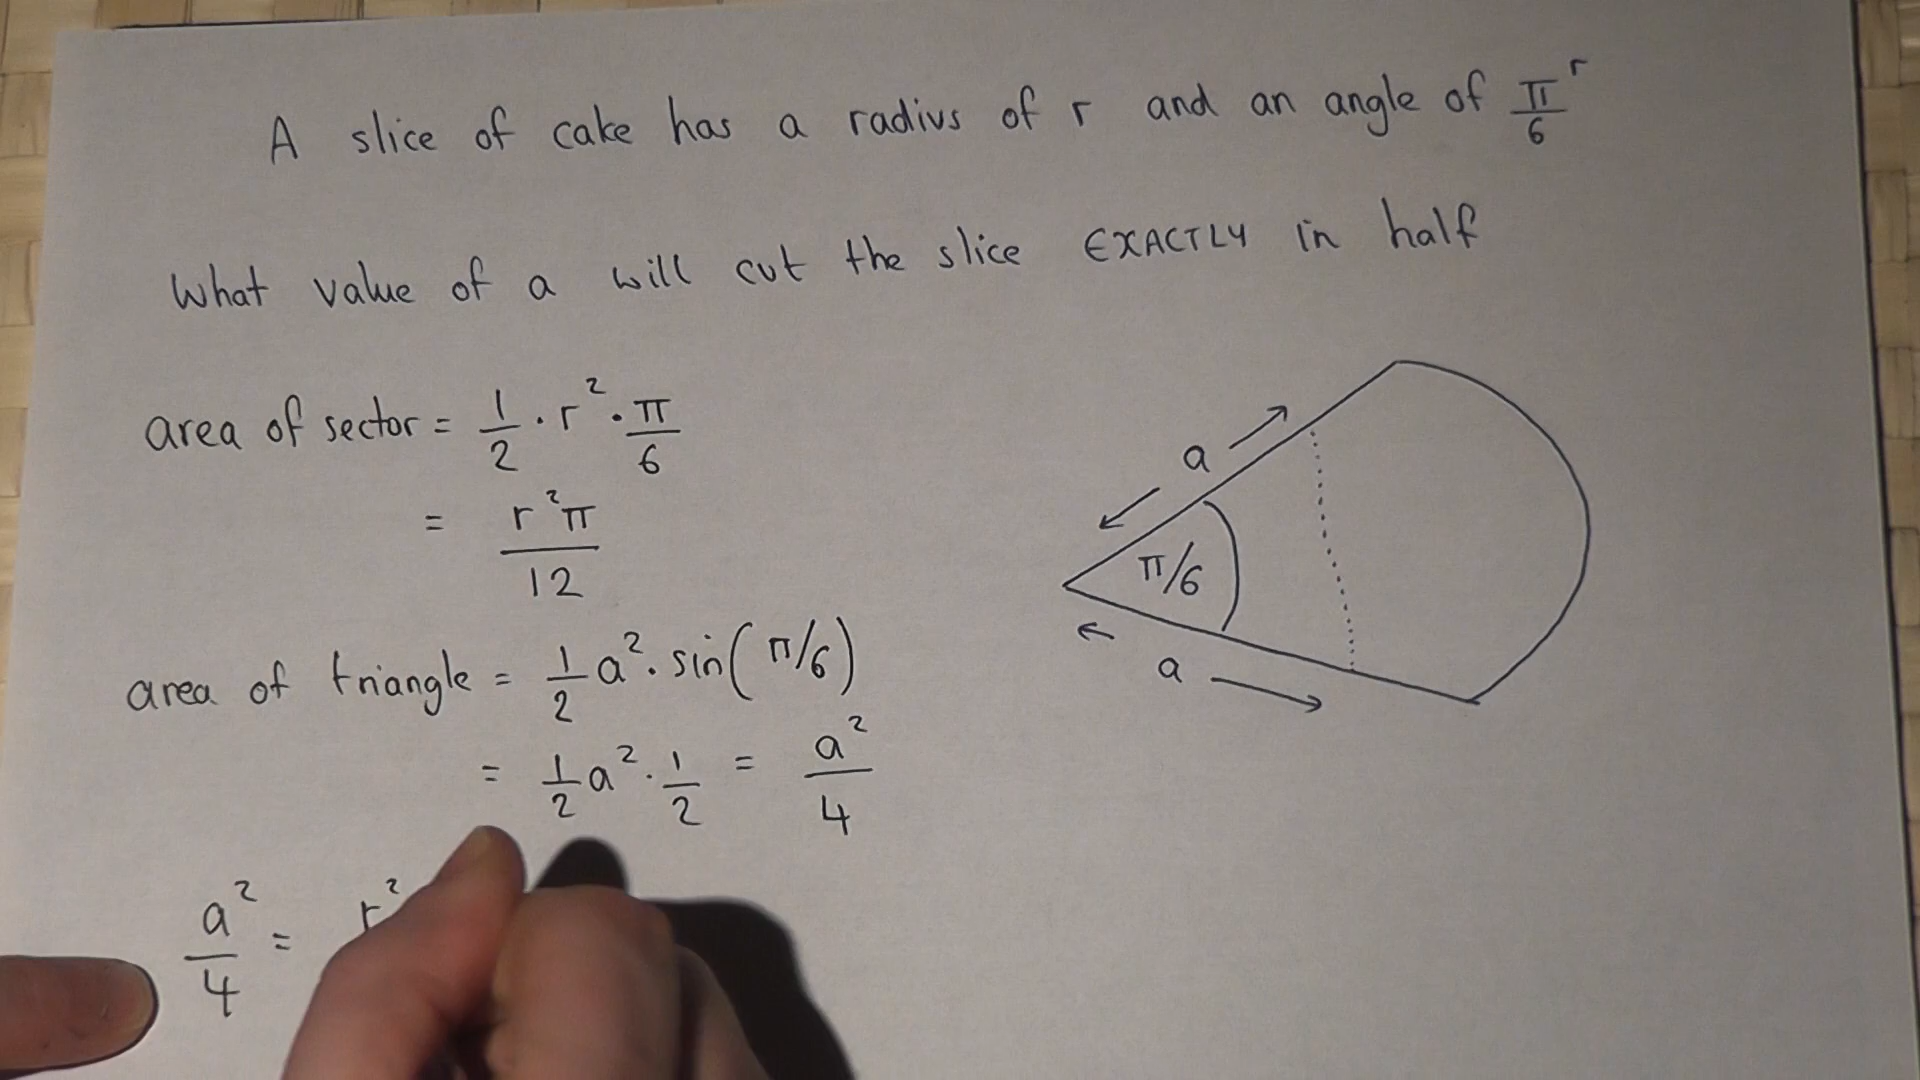 A slice of cake has a radius of r and an angle of π/6 ʳ
What value of a will cut the slice EXACTLY in half
area of sector = 1/2 · r² · π/6
= r²π/12
area of triangle = 1/2 a² · sin(π/6)
= 1/2 a² · 1/2 = a²/4
a²/4 = r²
a
π/6
a